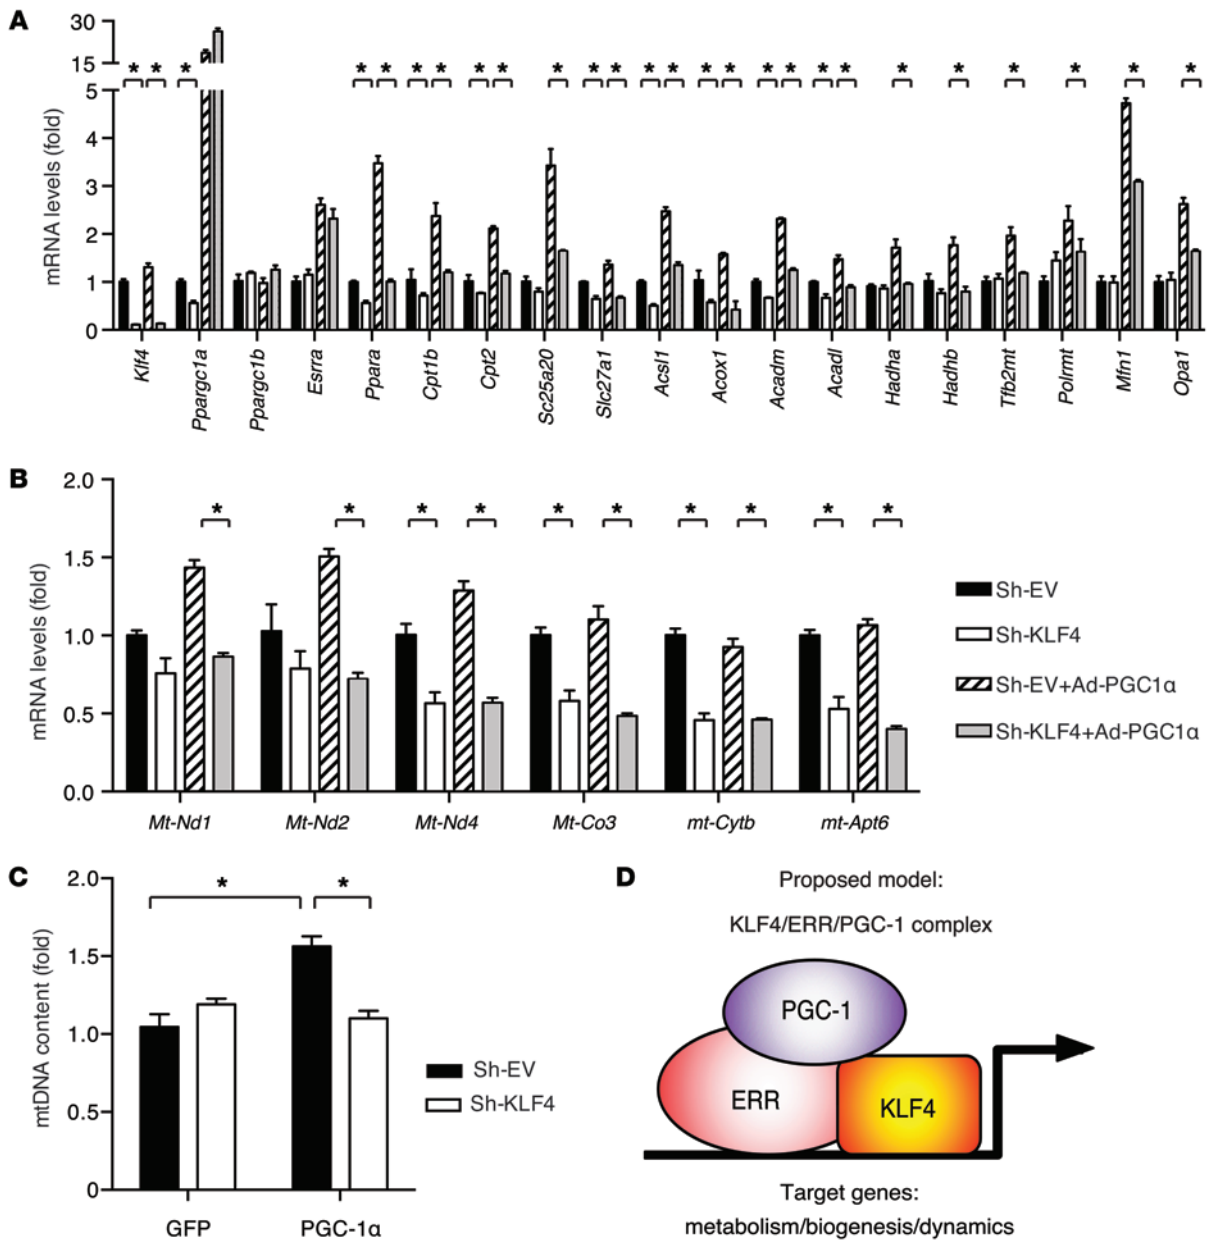 A
30
15
* * * * * * * * * * * * * * * * * * * * * * * * * * * *
5
4
3
2
1
0
mRNA levels (fold)
Klf4 Ppargc1a Ppargc1b Esrra Ppara Cpt1b Cpt2 Sc25a20 Slc27a1 Acsl1 Acox1 Acadm Acadl Hadha Hadhb Tfb2mt Polrmt Mfn1 Opa1
B
2.0
* * * * * * * * * *
1.5
1.0
0.5
0.0
mRNA levels (fold)
Mt-Nd1 Mt-Nd2 Mt-Nd4 Mt-Co3 mt-Cytb mt-Apt6
Sh-EV
Sh-KLF4
Sh-EV+Ad-PGC1α
Sh-KLF4+Ad-PGC1α
C
2.0
* *
1.5
1.0
0.5
0
mtDNA content (fold)
GFP PGC-1α
Sh-EV
Sh-KLF4
D
Proposed model:
KLF4/ERR/PGC-1 complex
PGC-1
ERR
KLF4
Target genes:
metabolism/biogenesis/dynamics